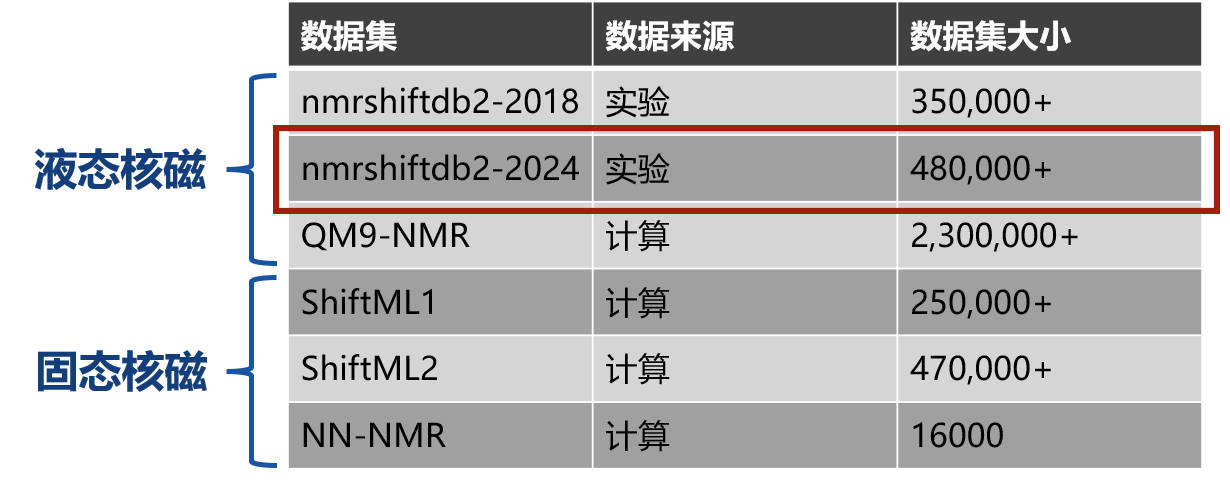 数据集 数据来源 数据集大小
nmrshiftdb2-2018 实验 350,000+
液态核磁 nmrshiftdb2-2024 实验 480,000+
QM9-NMR 计算 2,300,000+
ShiftML1 计算 250,000+
固态核磁 ShiftML2 计算 470,000+
NN-NMR 计算 16000